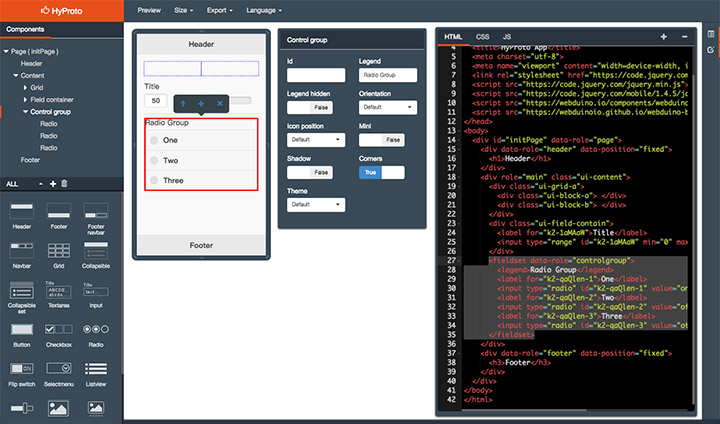 HyProto
Preview
Size
Export
Language
Components
Page ( initPage )
Header
Content
Grid
Field container
Control group
Radio
Radio
Radio
Footer
ALL
Header
Footer
Footer navbar
Navbar
Grid
Collapsible
Collapsible set
Title
ABCDEFG...
Textarea
Title
text...
Input
Button
Checkbox
Radio
ON
Flip switch
Selectmenu
Listview
Header
Title
50
Radio Group
One
Two
Three
Footer
Control group
Id
Legend
Radio Group
Legend hidden
False
Orientation
Default
Icon position
Default
Mini
False
Shadow
False
Corners
True
Theme
Default
HTML
CSS
JS
4 <title>HyProto App</title>
5 <meta charset="utf-8">
6 <meta name="viewport" content="width=device-width, i
7 <link rel="stylesheet" href="https://code.jquery.com
8 <script src="https://code.jquery.com/jquery.min.js">
9 <script src="https://code.jquery.com/mobile/1.4.5/jq
10 <script src="https://webduino.io/components/webduino
11 <script src="https://webduinoio.github.io/webduino-b
12 </head>
13 <body>
14 <div id="initPage" data-role="page">
15 <div data-role="header" data-position="fixed">
16 <h1>Header</h1>
17 </div>
18 <div role="main" class="ui-content">
19 <div class="ui-grid-a">
20 <div class="ui-block-a"> </div>
21 <div class="ui-block-b"> </div>
22 </div>
23 <div class="ui-field-contain">
24 <label for="k2-1aMAaW">Title</label>
25 <input type="range" id="k2-1aMAaW" min="0" max
26 </div>
27 <fieldset data-role="controlgroup">
28 <legend>Radio Group</legend>
29 <label for="k2-qaQlen-1">One</label>
30 <input type="radio" id="k2-qaQlen-1" value="on
31 <label for="k2-qaQlen-2">Two</label>
32 <input type="radio" id="k2-qaQlen-2" value="of
33 <label for="k2-qaQlen-3">Three</label>
34 <input type="radio" id="k2-qaQlen-3" value="ot
35 </fieldset>
36 </div>
37 <div data-role="footer" data-position="fixed">
38 <h3>Footer</h3>
39 </div>
40 </div>
41 </body>
42 </html>